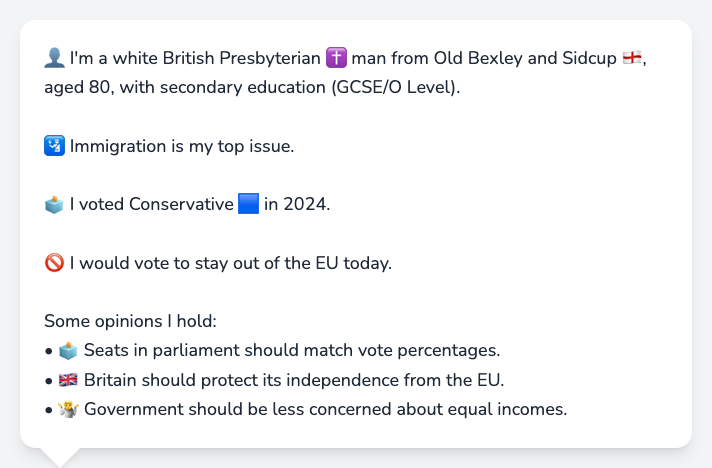 👤 I'm a white British Presbyterian ✝️ man from Old Bexley and Sidcup 🏴󠁧󠁢󠁥󠁮󠁧󠁿,
aged 80, with secondary education (GCSE/O Level).
🛂 Immigration is my top issue.
🗳️ I voted Conservative 🟦 in 2024.
🚫 I would vote to stay out of the EU today.
Some opinions I hold:
• 🗳️ Seats in parliament should match vote percentages.
• 🇬🇧 Britain should protect its independence from the EU.
• 🤷 Government should be less concerned about equal incomes.